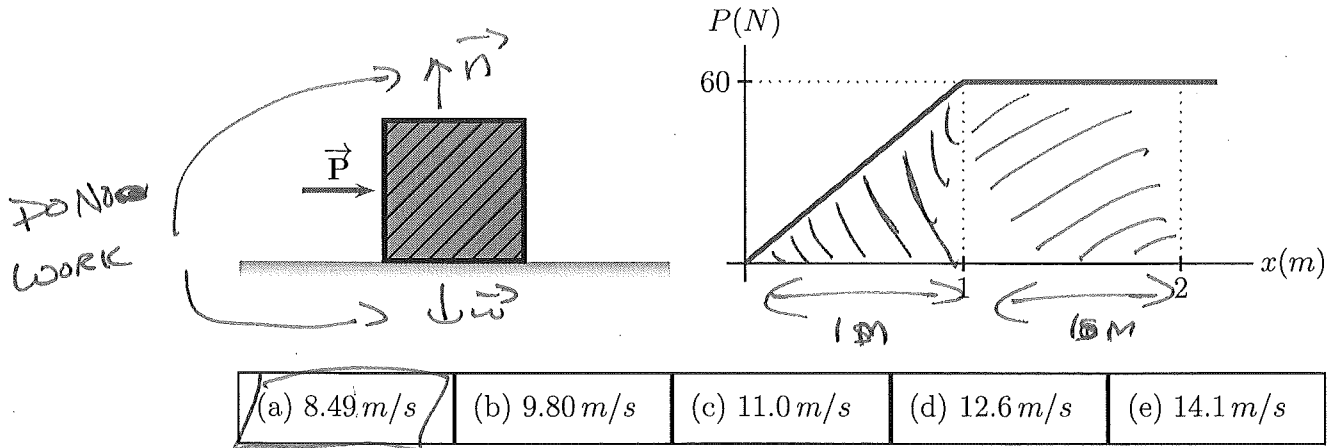 P(N)
n
60
P
DO NO
WORK
w
1
2
x(m)
1 m
(a) 8.49 m/s
(b) 9.80 m/s
(c) 11.0 m/s
(d) 12.6 m/s
(e) 14.1 m/s